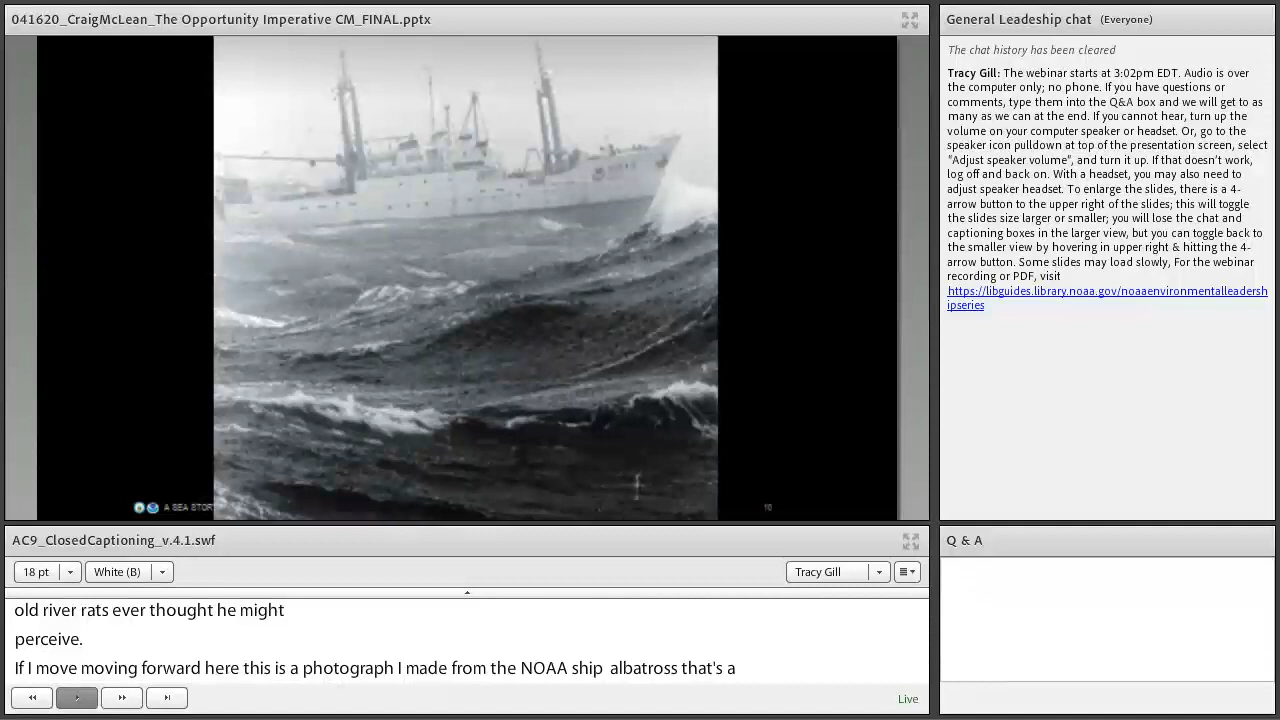 041620_CraigMcLean_The Opportunity Imperative CM_FINAL.pptx
A SEA STOR
10
General Leadership chat (Everyone)
The chat history has been cleared
Tracy Gill: The webinar starts at 3:02pm EDT. Audio is over
the computer only; no phone. If you have questions or
comments, type them into the Q&A box and we will get to as
many as we can at the end. If you cannot hear, turn up the
volume on your computer speaker or headset. Or, go to the
speaker icon pulldown at top of the presentation screen, select
"Adjust speaker volume", and turn it up. If that doesn't work,
log off and back on. With a headset, you may also need to
adjust speaker headset. To enlarge the slides, there is a 4-
arrow button to the upper right of the slides; this will toggle
the slides size larger or smaller; you will lose the chat and
captioning boxes in the larger view, but you can toggle back to
the smaller view by hovering in upper right & hitting the 4-
arrow button. Some slides may load slowly, For the webinar
recording or PDF, visit
https://libguides.library.noaa.gov/noaaenvironmentalleadersh
ipseries
AC9_ClosedCaptioning_v.4.1.swf
18 pt
White (B)
Tracy Gill
old river rats ever thought he might
perceive.
If I move moving forward here this is a photograph I made from the NOAA ship albatross that's a
Live
Q & A